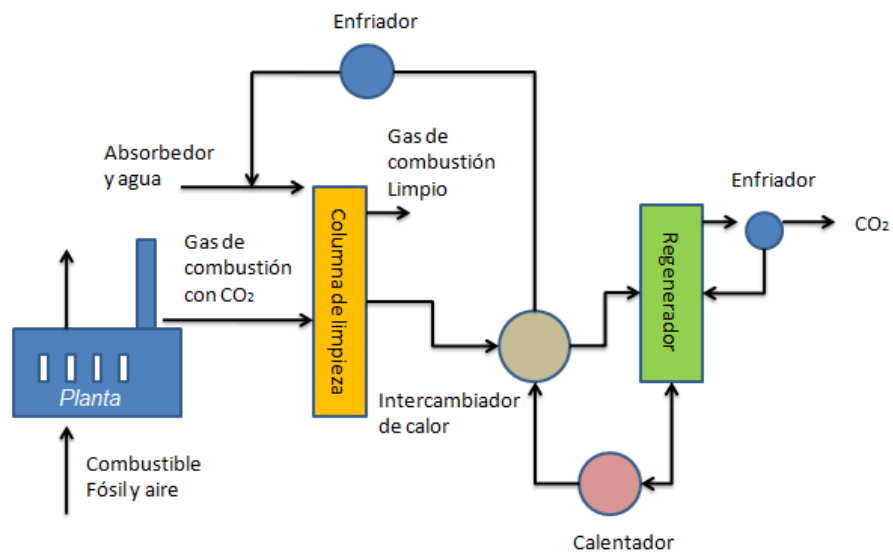 Enfriador
Absorbedor
y agua
Gas de
combustión
Limpio
Enfriador
CO₂
Gas de
combustión
con CO₂
Columna de limpieza
Regenerador
Planta
Intercambiador
de calor
Combustible
Fósil y aire
Calentador